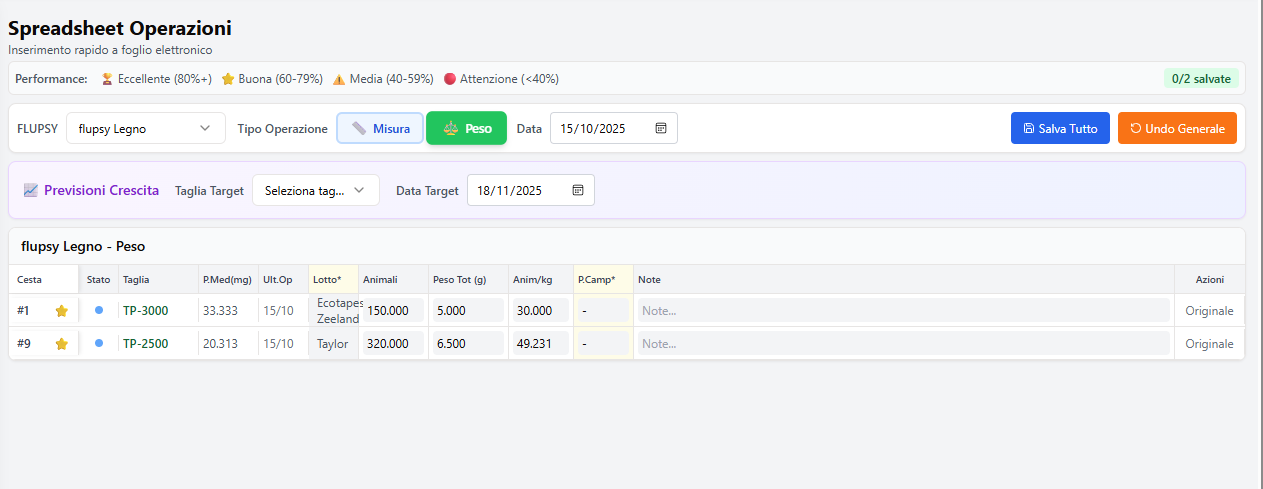 Spreadsheet Operazioni
Inserimento rapido a foglio elettronico
Performance: Eccellente (80%+) Buona (60-79%) Media (40-59%) Attenzione (<40%) 0/2 salvate
FLUPSY flupsy Legno Tipo Operazione Misura Peso Data 15/10/2025 Salva Tutto Undo Generale
Previsioni Crescita Taglia Target Seleziona tag... Data Target 18/11/2025
flupsy Legno - Peso
Cesta Stato Taglia P.Med(mg) Ult.Op Lotto* Animali Peso Tot (g) Anim/kg P.Camp* Note Azioni
#1 TP-3000 33.333 15/10 Ecotapes Zeeland 150.000 5.000 30.000 - Note... Originale
#9 TP-2500 20.313 15/10 Taylor 320.000 6.500 49.231 - Note... Originale